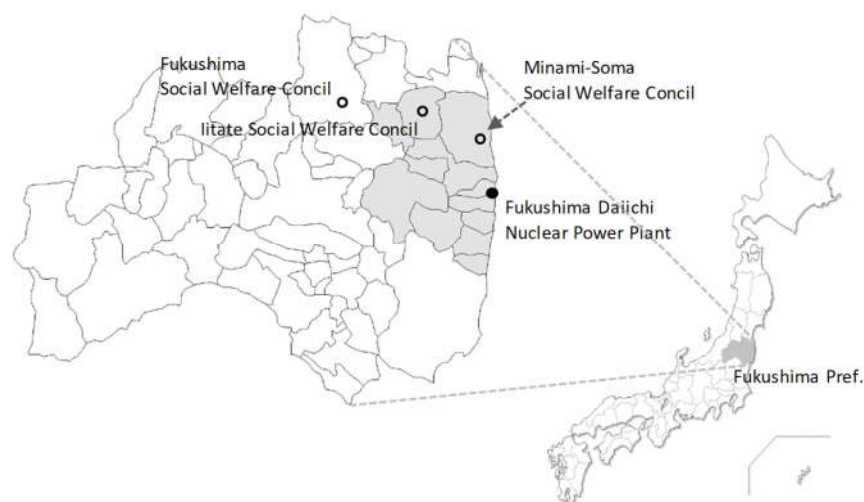 Fukushima
Social Welfare Concil
Iitate Social Welfare Concil
Minami-Soma
Social Welfare Concil
Fukushima Daiichi
Nuclear Power Plant
Fukushima Pref.